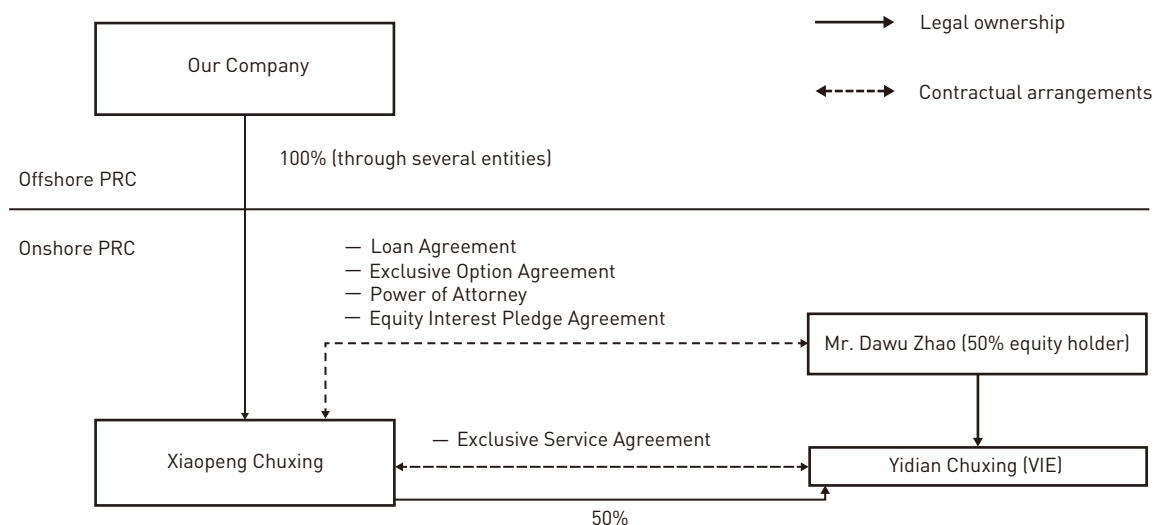 Legal ownership
Our Company
Contractual arrangements
100% (through several entities)
Offshore PRC
Onshore PRC
— Loan Agreement
— Exclusive Option Agreement
— Power of Attorney
— Equity Interest Pledge Agreement
Mr. Dawu Zhao (50% equity holder)
— Exclusive Service Agreement
Xiaopeng Chuxing
Yidian Chuxing (VIE)
50%